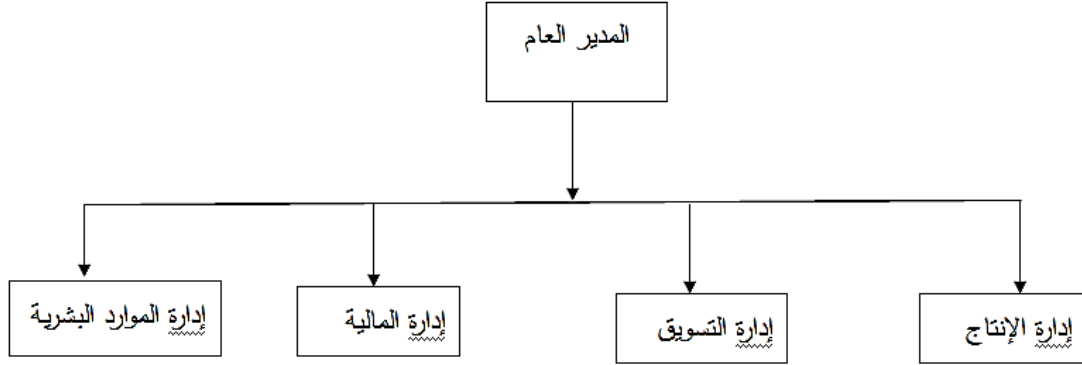 المدير العام
إدارة الإنتاج
إدارة التسويق
إدارة المالية
إدارة الموارد البشرية